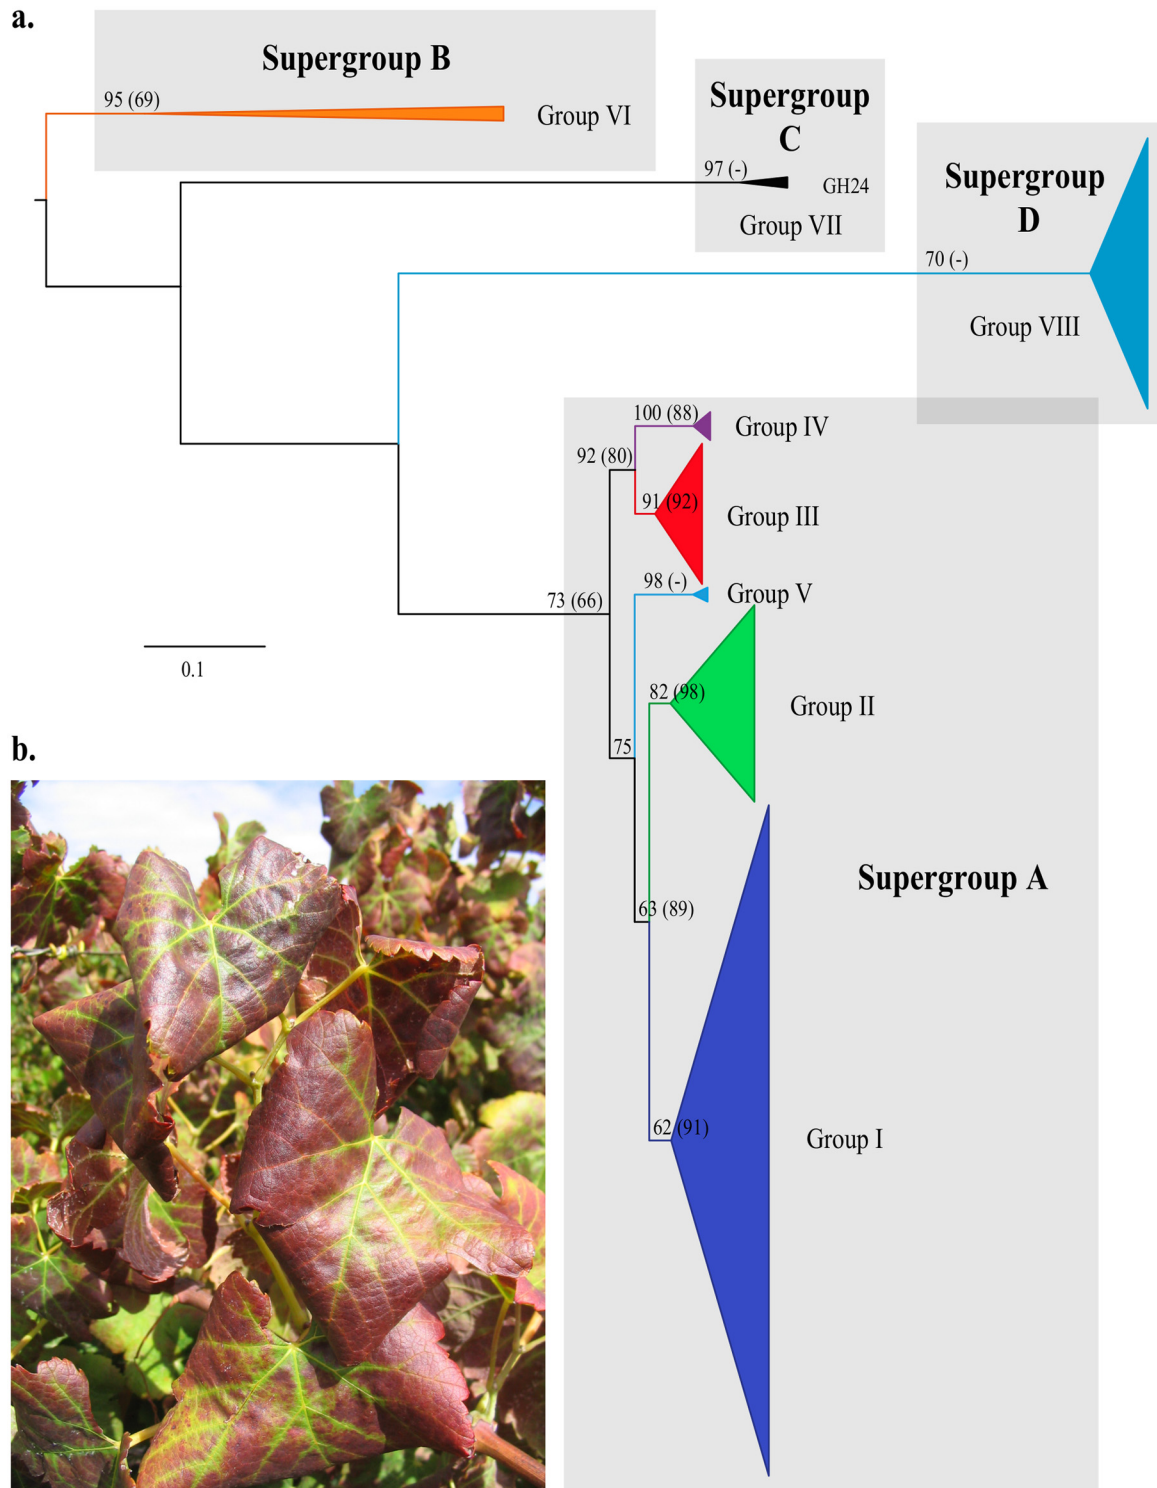 a.
Supergroup B
95 (69)
Group VI
Supergroup
C
97 (-)
GH24
Group VII
Supergroup
D
70 (-)
Group VIII
100 (88)
Group IV
92 (80)
91 (92)
Group III
98 (-)
Group V
73 (66)
0.1
82 (98)
Group II
75
b.
Supergroup A
63 (89)
62 (91)
Group I